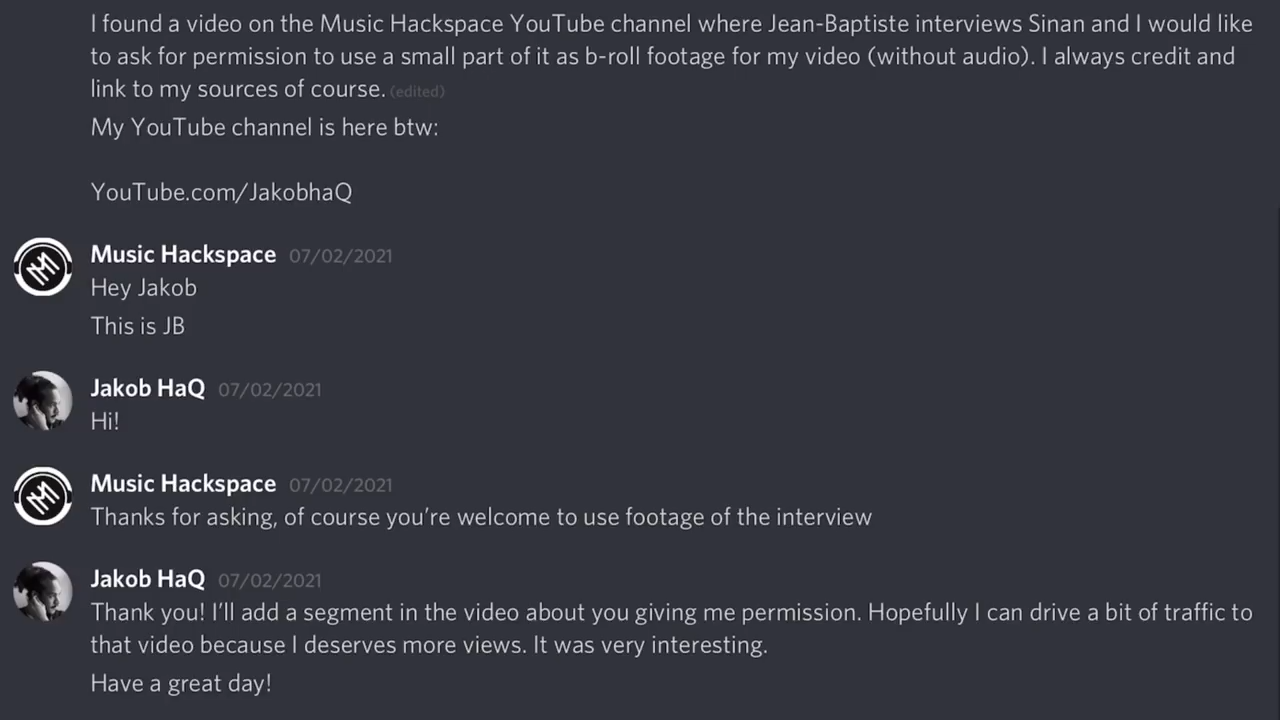 I found a video on the Music Hackspace YouTube channel where Jean-Baptiste interviews Sinan and I would like
to ask for permission to use a small part of it as b-roll footage for my video (without audio). I always credit and
link to my sources of course. (edited)
My YouTube channel is here btw:
YouTube.com/JakobhaQ
Music Hackspace 07/02/2021
Hey Jakob
This is JB
Jakob HaQ 07/02/2021
Hi!
Music Hackspace 07/02/2021
Thanks for asking, of course you're welcome to use footage of the interview
Jakob HaQ 07/02/2021
Thank you! I'll add a segment in the video about you giving me permission. Hopefully I can drive a bit of traffic to
that video because I deserves more views. It was very interesting.
Have a great day!